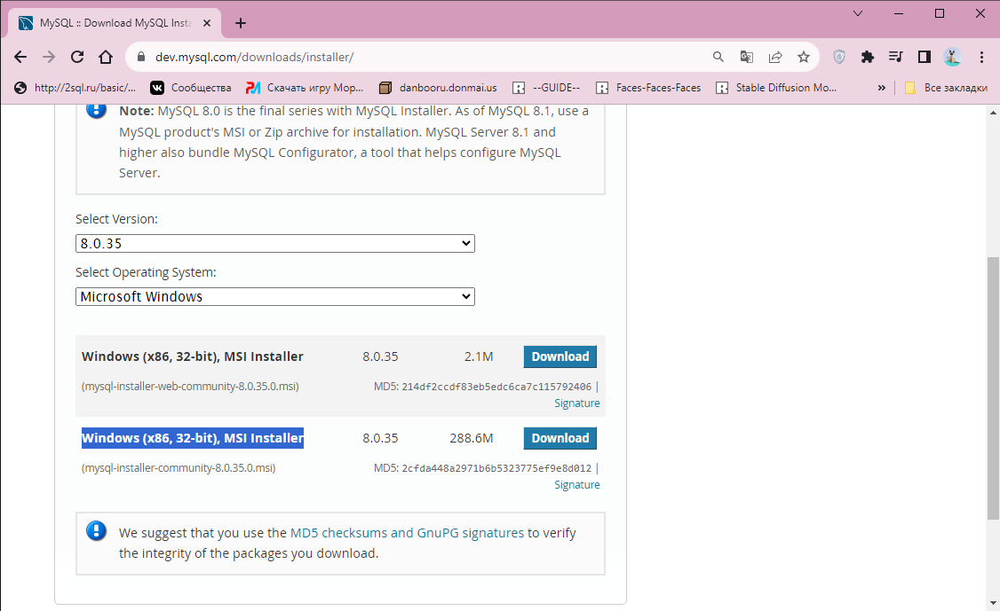 MySQL :: Download MySQL Insta
dev.mysql.com/downloads/installer/
http://2sql.ru/basic/...
Сообщества
Скачать игру Мор...
danbooru.donmai.us
--GUIDE--
Faces-Faces-Faces
Stable Diffusion Mo...
»
Все закладки
Note: MySQL 8.0 is the final series with MySQL Installer. As of MySQL 8.1, use a
MySQL product's MSI or Zip archive for installation. MySQL Server 8.1 and
higher also bundle MySQL Configurator, a tool that helps configure MySQL
Server.
Select Version:
8.0.35
Select Operating System:
Microsoft Windows
Windows (x86, 32-bit), MSI Installer 8.0.35 2.1M Download
(mysql-installer-web-community-8.0.35.0.msi) MD5: 214df2ccdf83eb5edc6ca7c115792406 |
Signature
Windows (x86, 32-bit), MSI Installer 8.0.35 288.6M Download
(mysql-installer-community-8.0.35.0.msi) MD5: 2cfda448a2971b6b5323775ef9e8d012 |
Signature
We suggest that you use the MD5 checksums and GnuPG signatures to verify
the integrity of the packages you download.